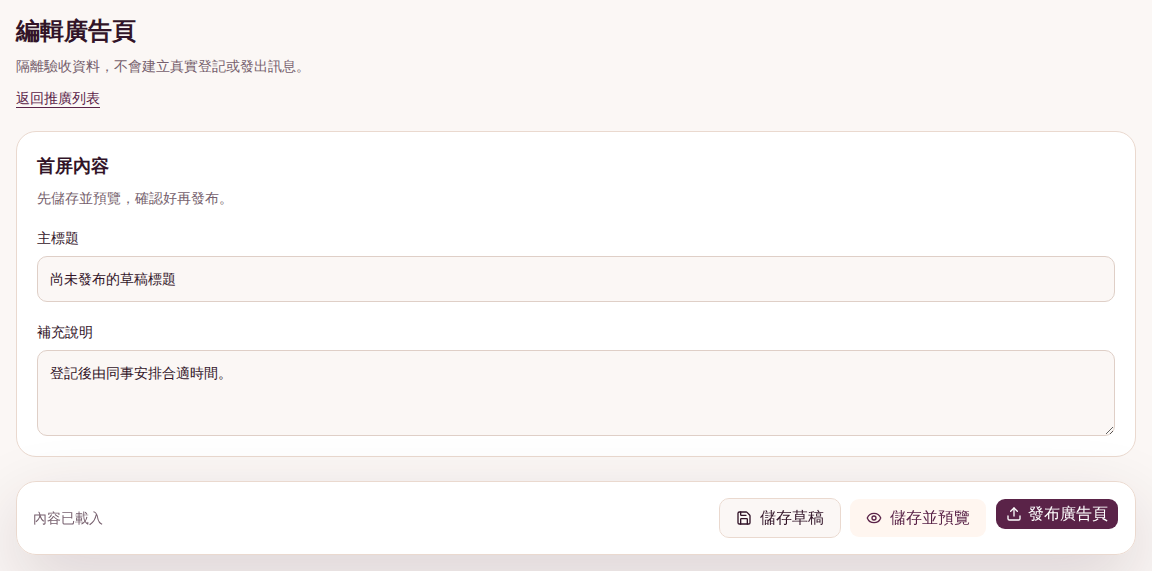 編輯廣告頁
隔離驗收資料，不會建立真實登記或發出訊息。
返回推廣列表
首屏內容
先儲存並預覽，確認好再發布。
主標題
尚未發布的草稿標題
補充說明
登記後由同事安排合適時間。
內容已載入
儲存草稿
儲存並預覽
發布廣告頁